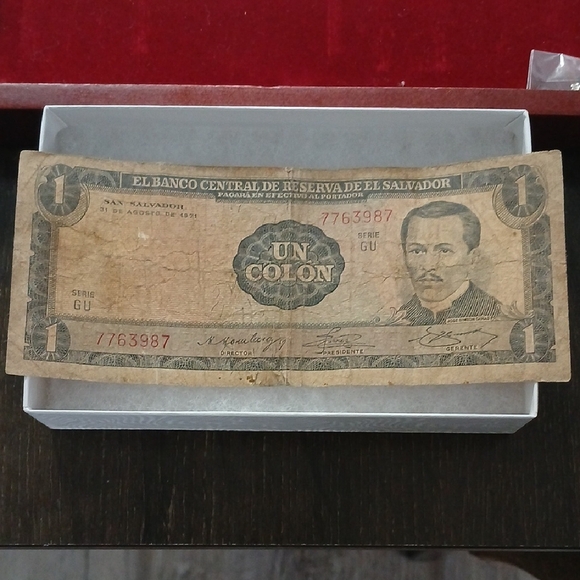 1 EL BANCO CENTRAL DE RESERVA DE EL SALVADOR 1
PAGARÁ EN EFECTIVO AL PORTADOR
SAN SALVADOR,
31 DE AGOSTO DE 1971
7763987
SERIE
GU
UN
COLON
SERIE
GU
1 7763987 1
DIRECTOR PRESIDENTE GERENTE